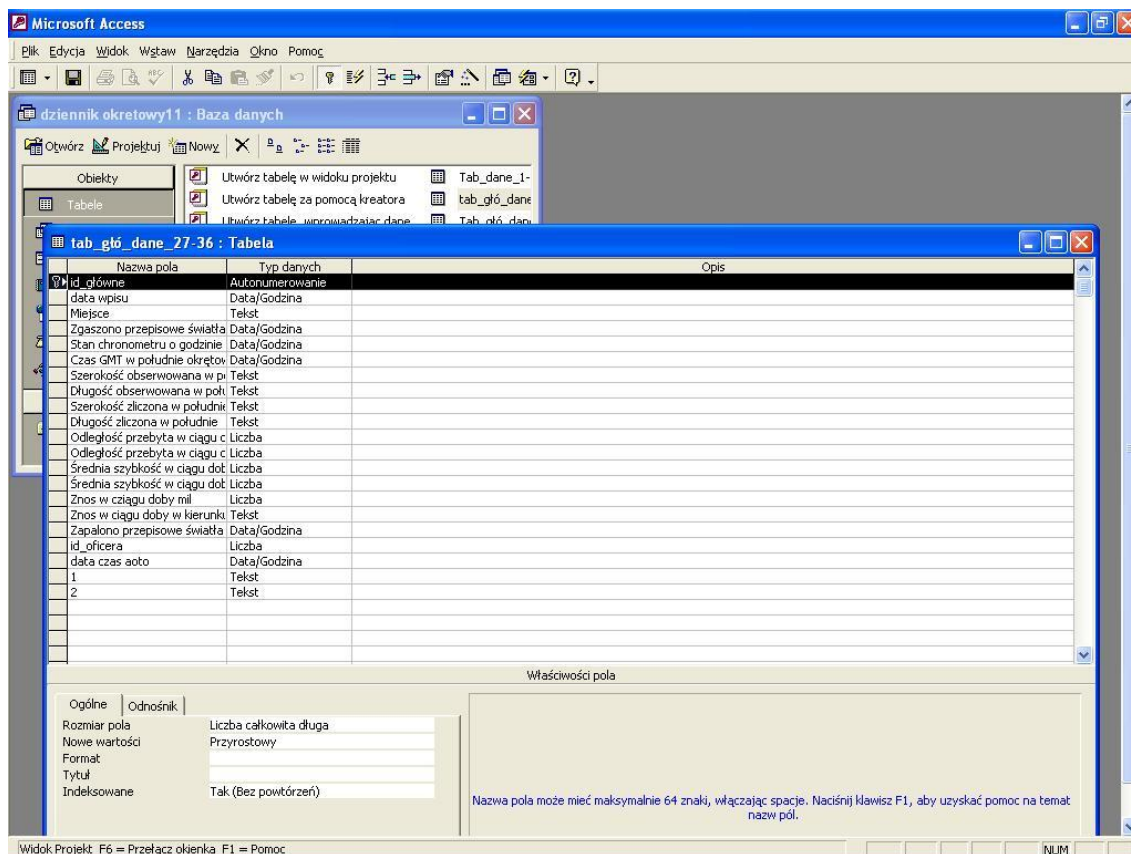 Microsoft Access
Plik Edycja Widok Wstaw Narzędzia Okno Pomoc
dziennik okretowy11 : Baza danych
Otwórz Projektuj Nowy
Obiekty
Utwórz tabelę w widoku projektu Tab_dane_1-
Tabele
Utwórz tabelę za pomocą kreatora tab_głó_dane
Utwórz tabelę, wprowadzając dane Tab_głó_dane
tab_głó_dane_27-36 : Tabela
Nazwa pola Typ danych Opis
id_główne Autonumerowanie
data wpisu Data/Godzina
Miejsce Tekst
Zgaszono przepisowe światła Data/Godzina
Stan chronometru o godzinie Data/Godzina
Czas GMT w południe okrętow Data/Godzina
Szerokość obserwowana w p Tekst
Długość obserwowana w połu Tekst
Szerokość zliczona w południe Tekst
Długość zliczona w południe Tekst
Odległość przebyta w ciągu c Liczba
Odległość przebyta w ciągu c Liczba
Średnia szybkość w ciągu dob Liczba
Średnia szybkość w ciągu dob Liczba
Znos w cziągu doby mil Liczba
Znos w ciągu doby w kierunku Tekst
Zapalono przepisowe światła Data/Godzina
id_oficera Liczba
data czas aoto Data/Godzina
1 Tekst
2 Tekst
Właściwości pola
Ogólne Odnośnik
Rozmiar pola Liczba całkowita długa
Nowe wartości Przyrostowy
Format
Tytuł
Indeksowane Tak (Bez powtórzeń)
Nazwa pola może mieć maksymalnie 64 znaki, włączając spacje. Naciśnij klawisz F1, aby uzyskać pomoc na temat
nazw pól.
Widok Projekt F6 = Przełącz okienka F1 = Pomoc NUM